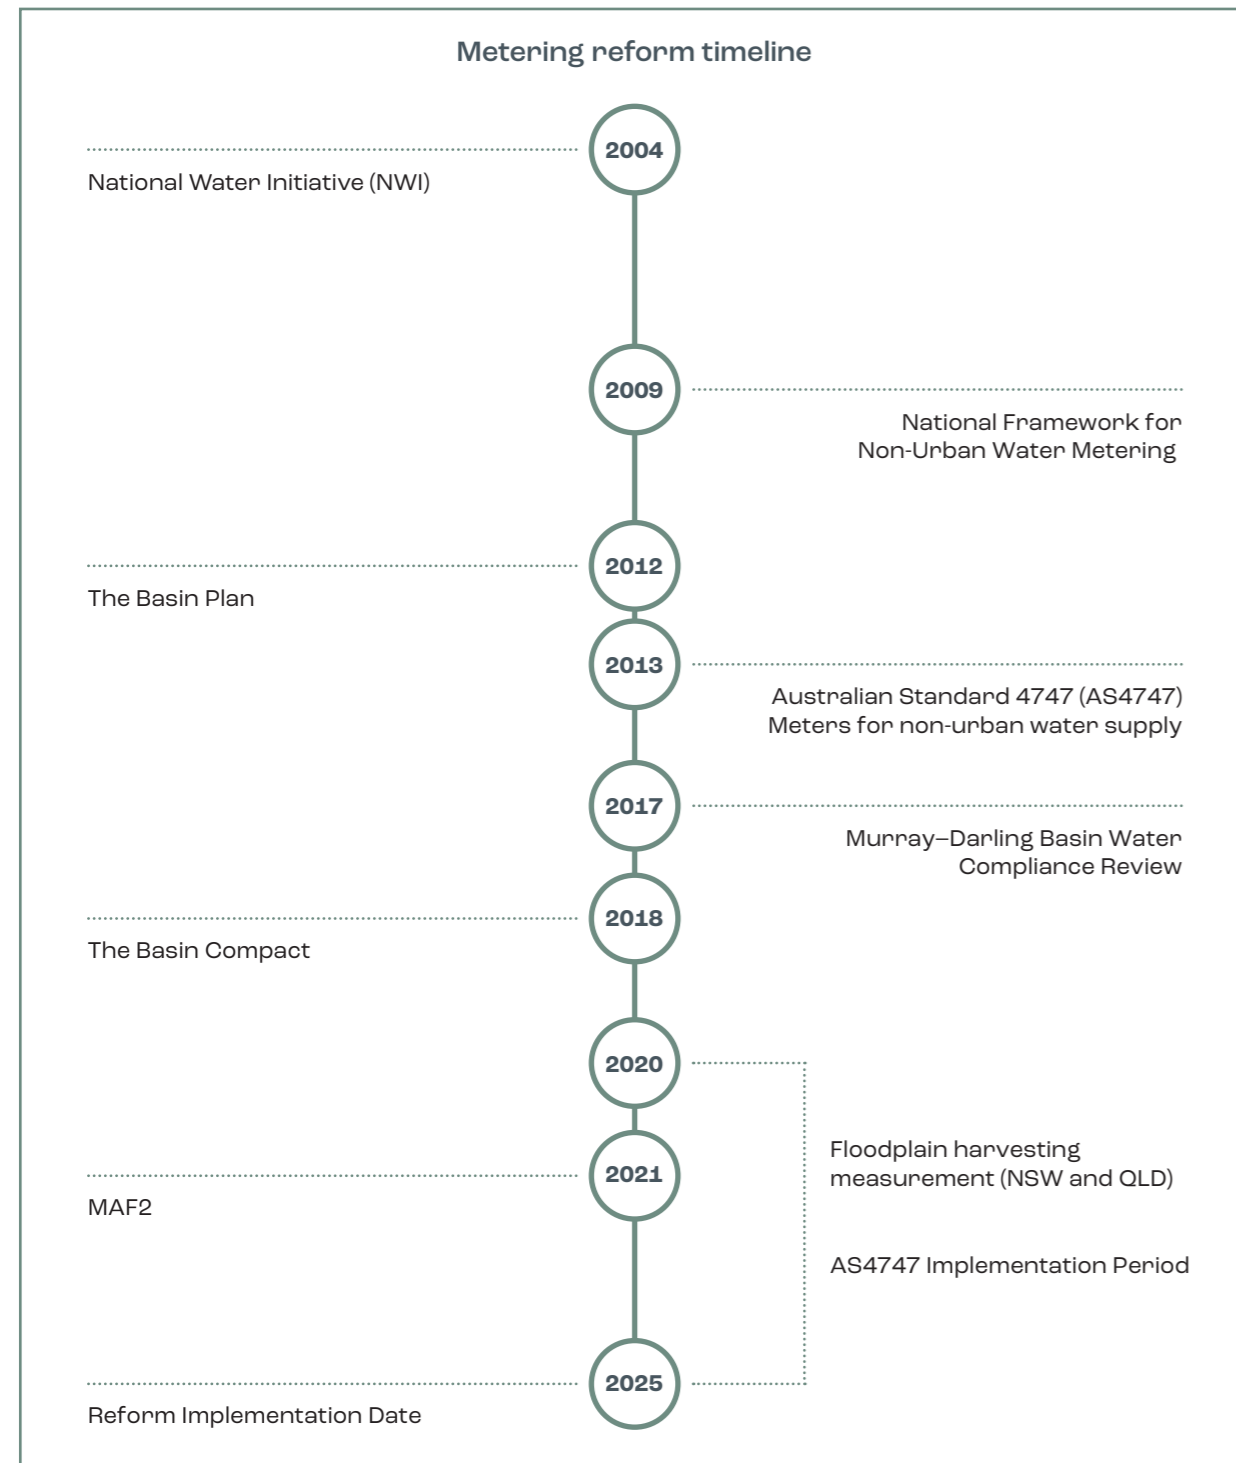 Metering reform timeline
2004
National Water Initiative (NWI)
2009
National Framework for
Non-Urban Water Metering
2012
The Basin Plan
2013
Australian Standard 4747 (AS4747)
Meters for non-urban water supply
2017
Murray–Darling Basin Water
Compliance Review
2018
The Basin Compact
2020
Floodplain harvesting
measurement (NSW and QLD)
2021
MAF2
AS4747 Implementation Period
2025
Reform Implementation Date